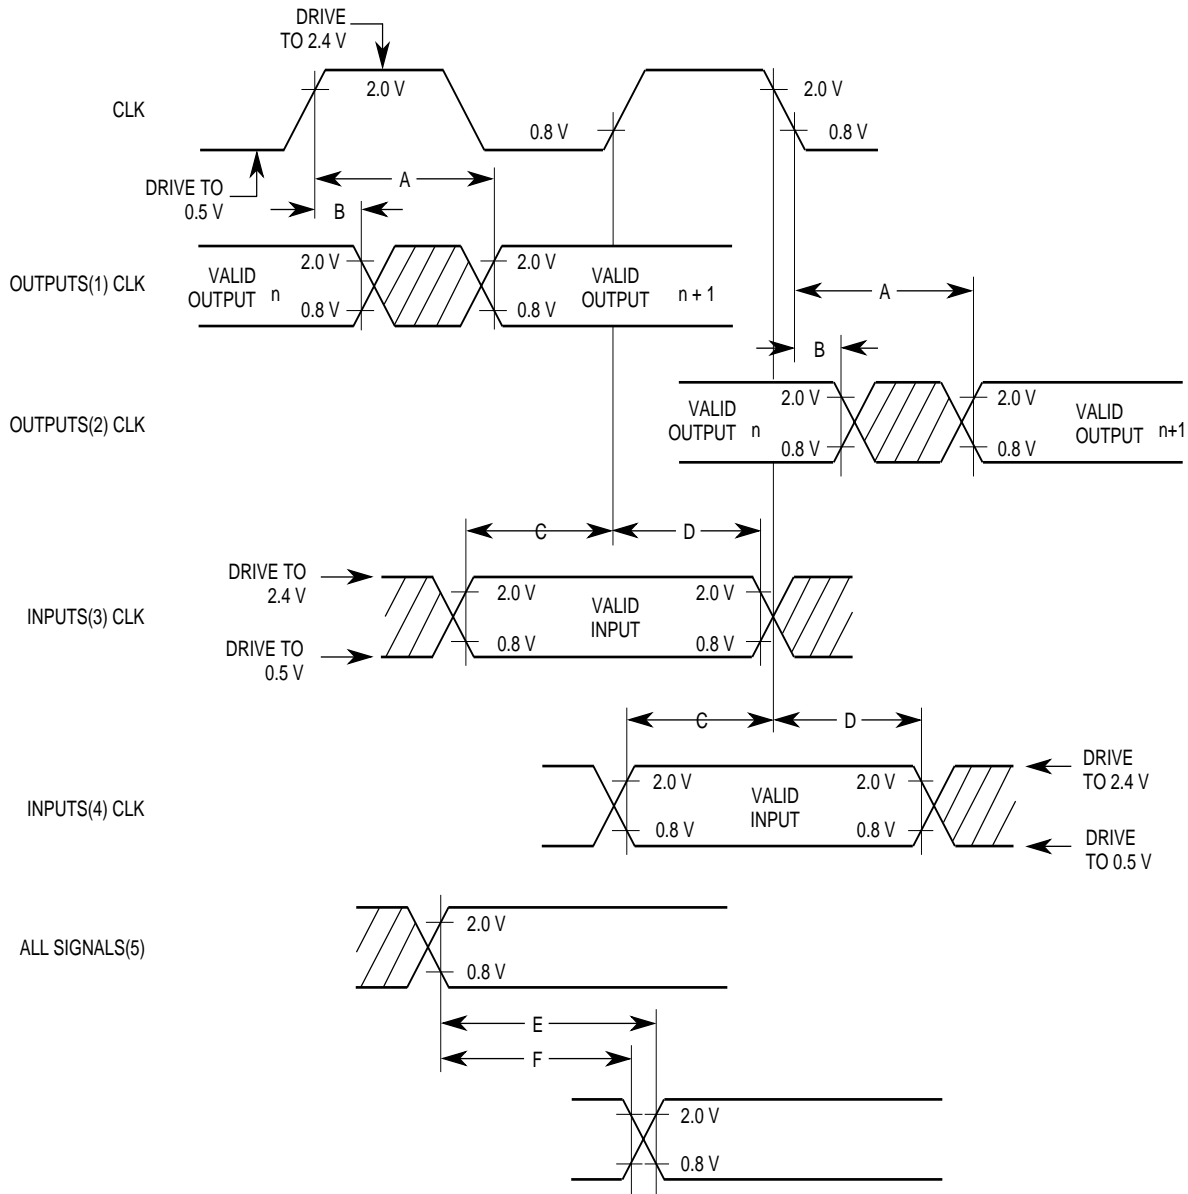 DRIVE
TO 2.4 V
2.0 V
2.0 V
CLK
0.8 V
0.8 V
DRIVE TO
0.5 V
A
B
OUTPUTS(1) CLK
VALID
OUTPUT n
2.0 V
0.8 V
2.0 V
0.8 V
VALID
OUTPUT n + 1
A
B
OUTPUTS(2) CLK
VALID
OUTPUT n
2.0 V
0.8 V
2.0 V
0.8 V
VALID
OUTPUT n+1
C
D
INPUTS(3) CLK
DRIVE TO
2.4 V
DRIVE TO
0.5 V
2.0 V
0.8 V
VALID
INPUT
2.0 V
0.8 V
C
D
INPUTS(4) CLK
2.0 V
0.8 V
VALID
INPUT
2.0 V
0.8 V
DRIVE
TO 2.4 V
DRIVE
TO 0.5 V
ALL SIGNALS(5)
2.0 V
0.8 V
E
F
2.0 V
0.8 V